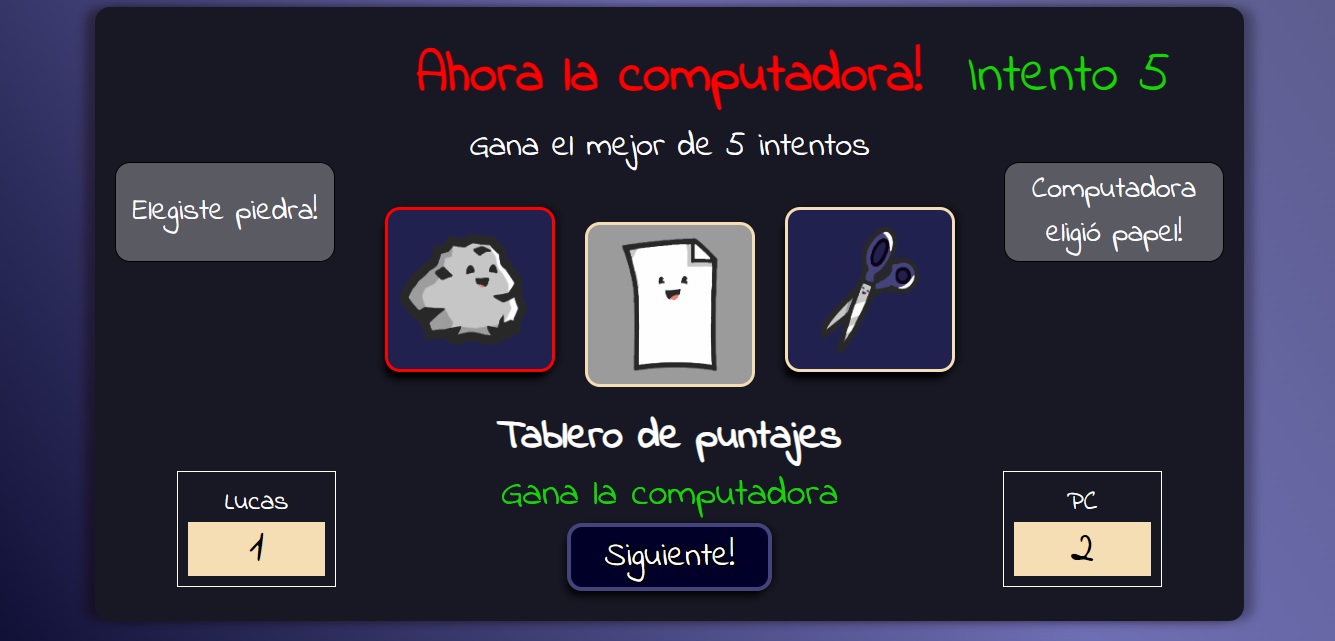 Ahora la computadora! Intento 5
Gana el mejor de 5 intentos
Elegiste piedra!
Computadora
eligió papel!
Tablero de puntajes
Gana la computadora
Lucas
1
PC
2
Siguiente!